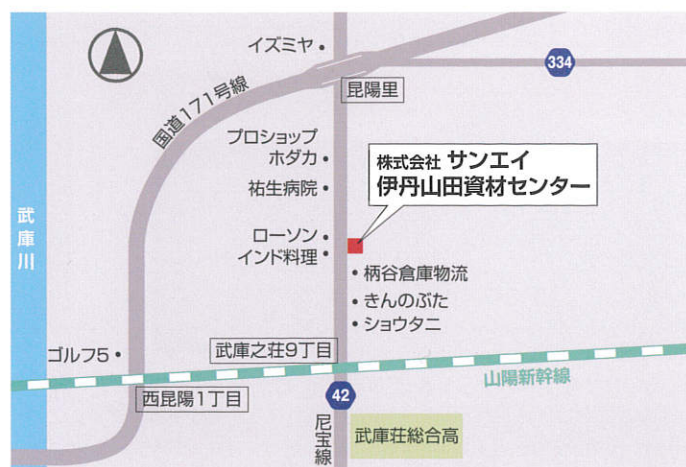 イズミヤ
334
国道171号線
昆陽里
プロショップ
ホダカ
株式会社 サンエイ
伊丹山田資材センター
祐生病院
武庫川
ローソン
インド料理
柄谷倉庫物流
きんのぶた
ショウタニ
ゴルフ5
武庫之荘9丁目
山陽新幹線
西昆陽1丁目
42
尼宝線
武庫荘総合高